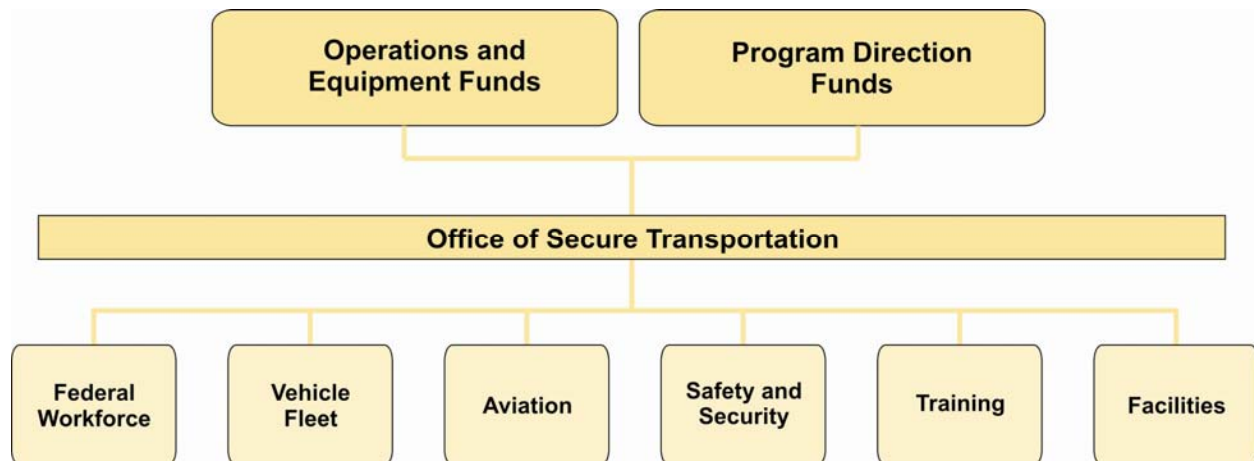 Operations and
Equipment Funds
Program Direction
Funds
Office of Secure Transportation
Federal
Workforce
Vehicle
Fleet
Aviation
Safety and
Security
Training
Facilities